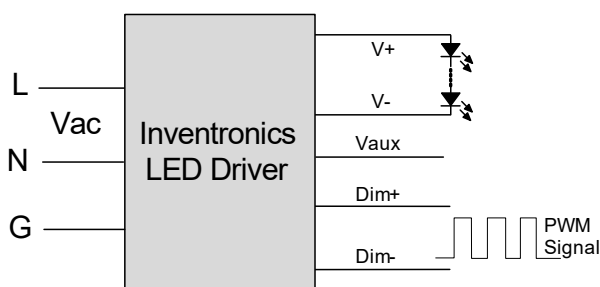 L
Vac
N
G
Inventronics
LED Driver
V+
V-
Vaux
Dim+
Dim-
PWM
Signal